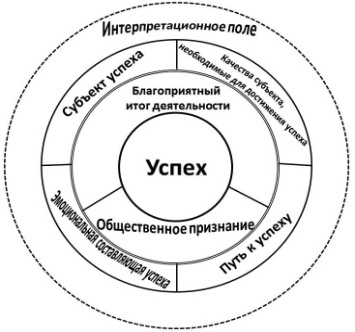 Интерпретационное поле
Субъект успеха
Качества субъекта,
необходимые для достижения успеха
Благоприятный
итог деятельности
Успех
Общественное признание
Эмоциональная составляющая успеха
Путь к успеху